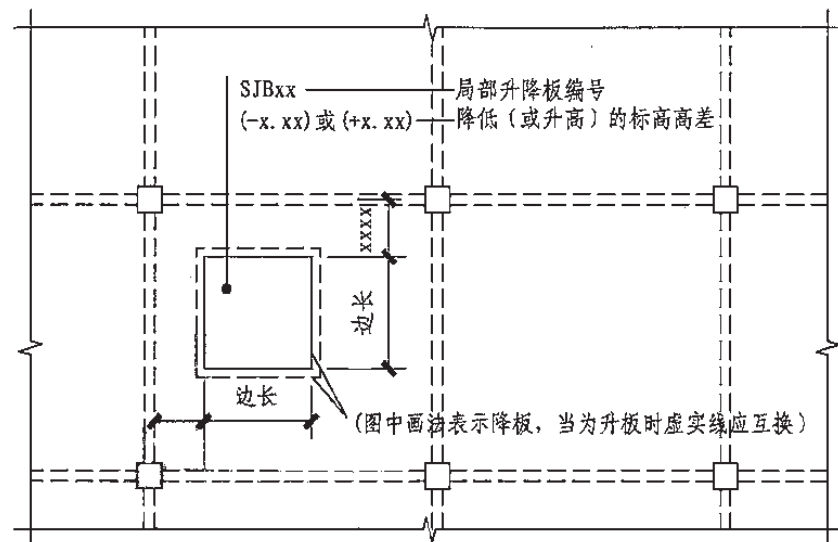 SJBxx
局部升降板编号
(-x.xx)或(+x.xx)
降低(或升高)的标高高差
xxxx
边长
边长
(图中画法表示降板,当为升板时虚实线应互换)